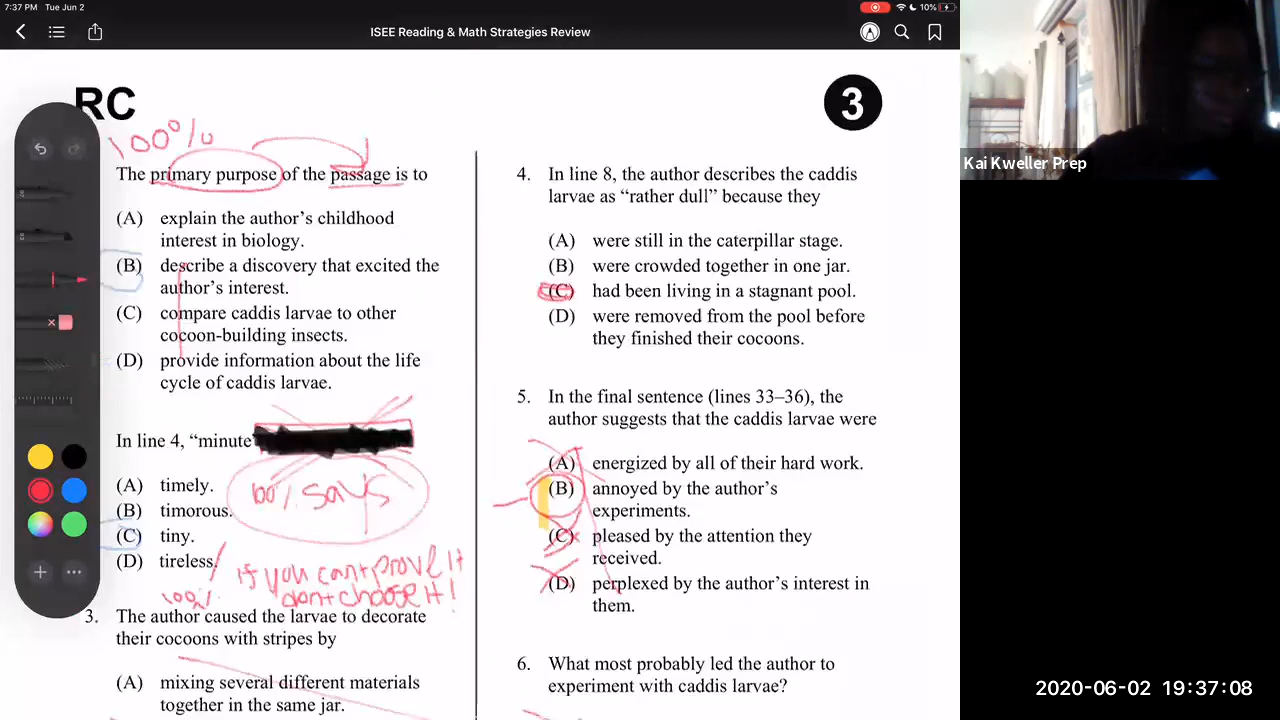 7:37 PM Tue Jun 2
10%
ISEE Reading & Math Strategies Review
RC
3
100%
The primary purpose of the passage is to
(A) explain the author's childhood
interest in biology.
(B) describe a discovery that excited the
author's interest.
(C) compare caddis larvae to other
cocoon-building insects.
(D) provide information about the life
cycle of caddis larvae.
In line 4, “minute
(A) timely.
(B) timorous.
(C) tiny.
(D) tireless.
100% says
if you cant prove it
dont choose it!
100%
3. The author caused the larvae to decorate
their cocoons with stripes by
(A) mixing several different materials
together in the same jar.
4. In line 8, the author describes the caddis
larvae as “rather dull” because they
(A) were still in the caterpillar stage.
(B) were crowded together in one jar.
(C) had been living in a stagnant pool.
(D) were removed from the pool before
they finished their cocoons.
5. In the final sentence (lines 33–36), the
author suggests that the caddis larvae were
(A) energized by all of their hard work.
(B) annoyed by the author's
experiments.
(C) pleased by the attention they
received.
(D) perplexed by the author's interest in
them.
6. What most probably led the author to
experiment with caddis larvae?
Kai Kweller Prep
2020-06-02 19:37:08